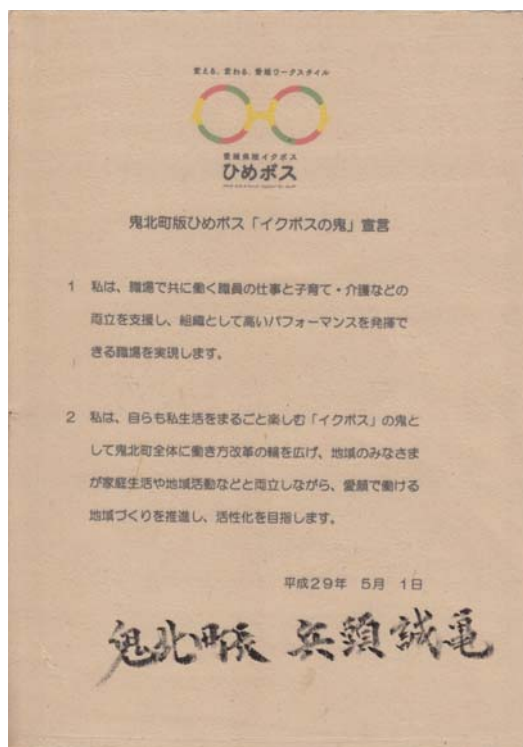 変える、変わる、愛媛ワークスタイル
愛媛県版イクボス
ひめボス
鬼北町版ひめボス「イクボスの鬼」宣言
1 私は、職場で共に働く職員の仕事と子育て・介護などの
両立を支援し、組織として高いパフォーマンスを発揮で
きる職場を実現します。
2 私は、自らも私生活をまるごと楽しむ「イクボス」の鬼と
して鬼北町全体に働き方改革の輪を広げ、地域のみなさま
が家庭生活や地域活動などと両立しながら、愛顔で働ける
地域づくりを推進し、活性化を目指します。
平成29年 5月 1日
鬼北町長 兵頭誠亀